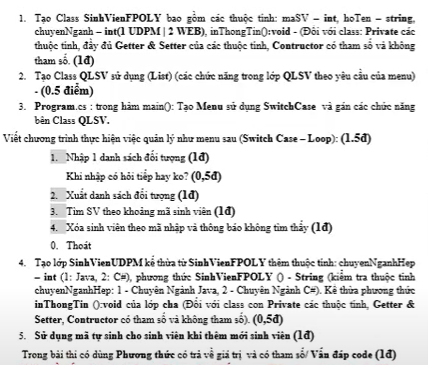 1. Tạo Class SinhVienFPOLY bao gồm các thuộc tính: maSV – int, hoTen – string,
chuyenNganh – int(1 UDPM | 2 WEB), inThongTin():void - (Đối với class: Private các
thuộc tính, đầy đủ Getter & Setter của các thuộc tính, Contructor có tham số và không
tham số. (1đ)
2. Tạo Class QLSV sử dụng (List) (các chức năng trong lớp QLSV theo yêu cầu của menu)
- (0.5 điểm)
3. Program.cs : trong hàm main(): Tạo Menu sử dụng SwitchCase và gán các chức năng
bên Class QLSV.
Viết chương trình thực hiện việc quản lý như menu sau (Switch Case – Loop): (1.5đ)
1. Nhập 1 danh sách đối tượng (1đ)
Khi nhập có hỏi tiếp hay ko? (0,5đ)
2. Xuất danh sách đối tượng (1đ)
3. Tìm SV theo khoảng mã sinh viên (1đ)
4. Xóa sinh viên theo mã nhập và thông báo không tìm thấy (1đ)
0. Thoát
4. Tạo lớp SinhVienUDPM kế thừa từ SinhVienFPOLY thêm thuộc tính: chuyenNganhHep
– int (1: Java, 2: C#), phương thức SinhVienFPOLY () - String (kiểm tra thuộc tính
chuyenNganhHep: 1 - Chuyên Ngành Java, 2 - Chuyên Ngành C#). Kế thừa phương thức
inThongTin ():void của lớp cha (Đối với class con Private các thuộc tính, Getter &
Setter, Contructor có tham số và không tham số). (0,5đ)
5. Sử dụng mã tự sinh cho sinh viên khi thêm mới sinh viên (1đ)
Trong bài thi có dùng Phương thức có trả về giá trị và có tham số/ Vấn đáp code (1đ)